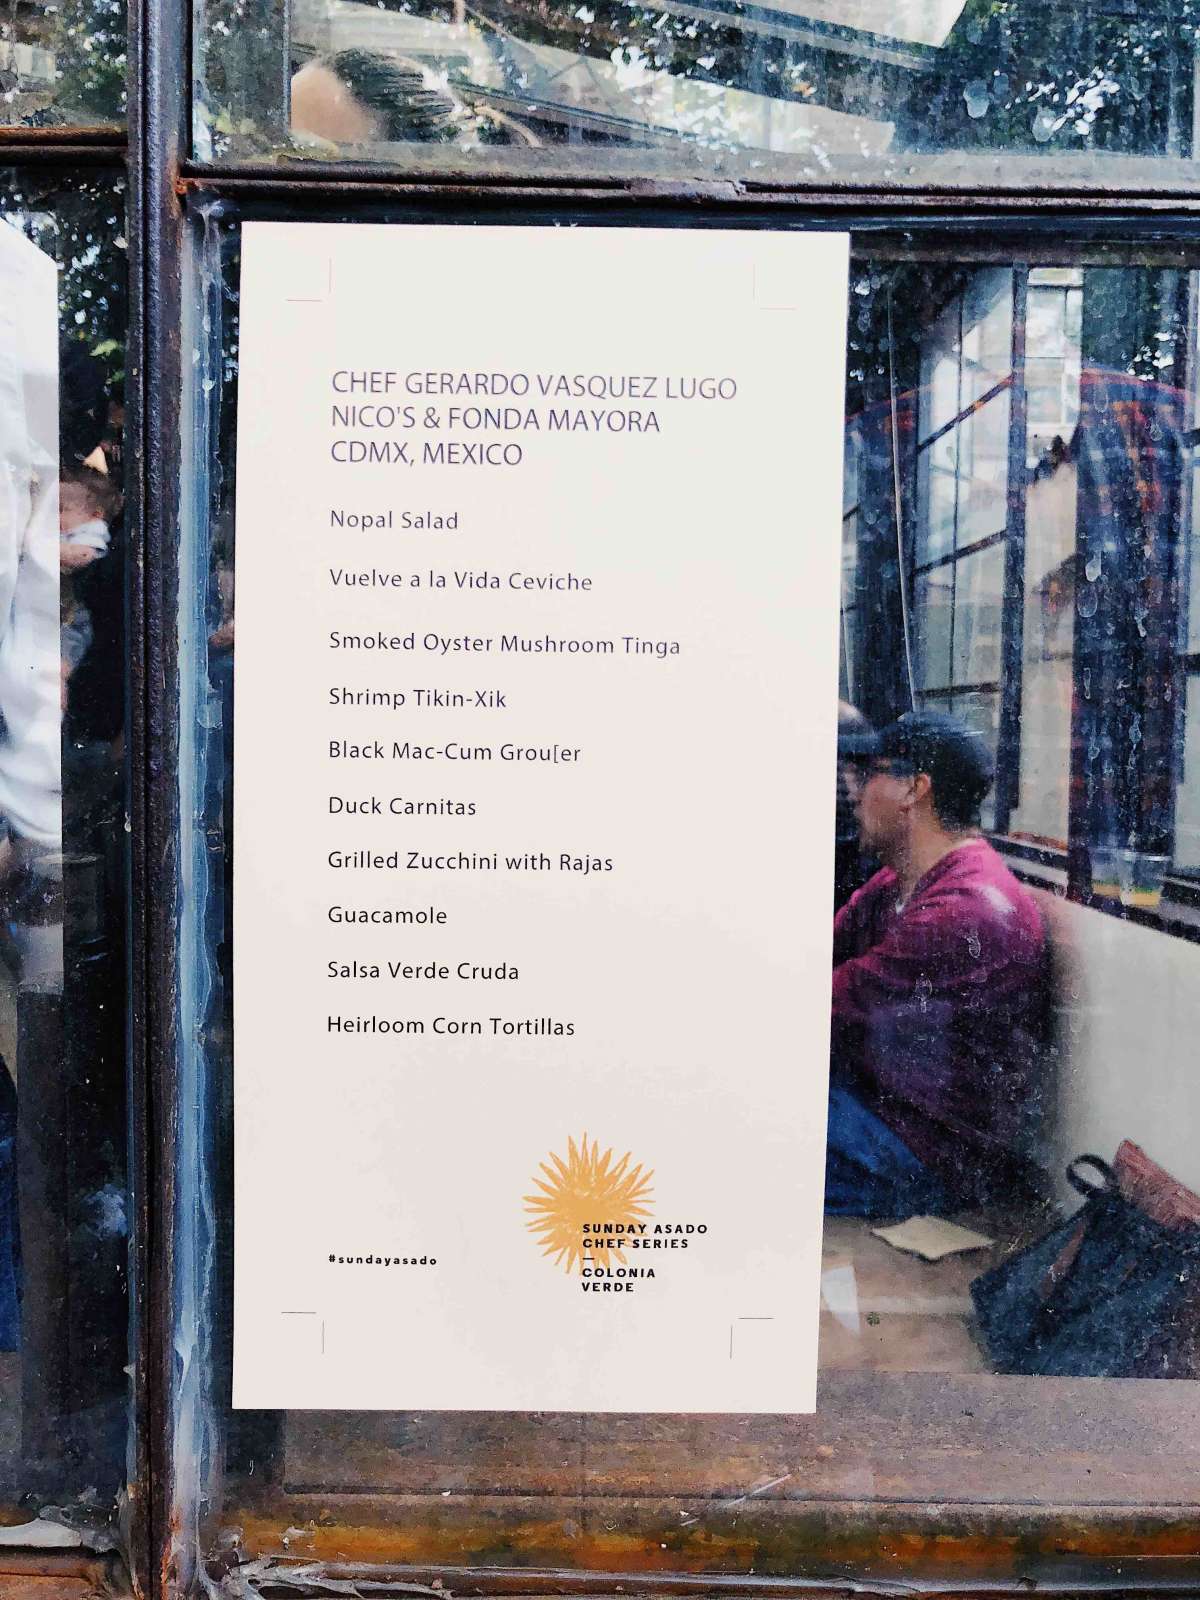 CHEF GERARDO VASQUEZ LUGO
NICO'S & FONDA MAYORA
CDMX, MEXICO
Nopal Salad
Vuelve a la Vida Ceviche
Smoked Oyster Mushroom Tinga
Shrimp Tikin-Xik
Black Mac-Cum Grou[er
Duck Carnitas
Grilled Zucchini with Rajas
Guacamole
Salsa Verde Cruda
Heirloom Corn Tortillas
#sundayasado
SUNDAY ASADO
CHEF SERIES
—
COLONIA
VERDE